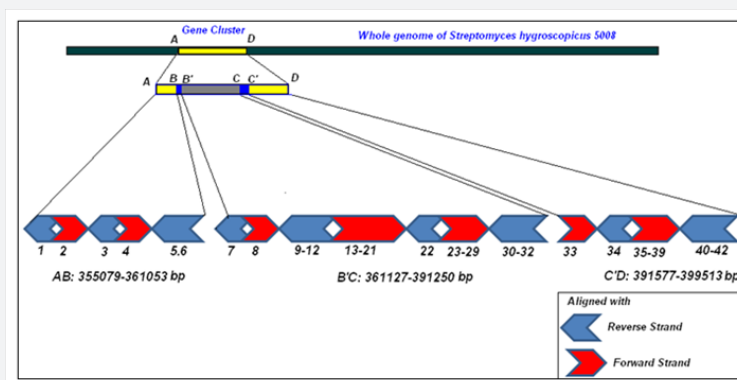 Gene Cluster
Whole genome of Streptomyces hygroscopicus 5008
A D
A B B' C C' D
1 2 3 4 5,6 7 8 9-12 13-21 22 23-29 30-32 33 34 35-39 40-42
AB: 355079-361053 bp B'C: 361127-391250 bp C'D: 391577-399513 bp
Aligned with
Reverse Strand
Forward Strand